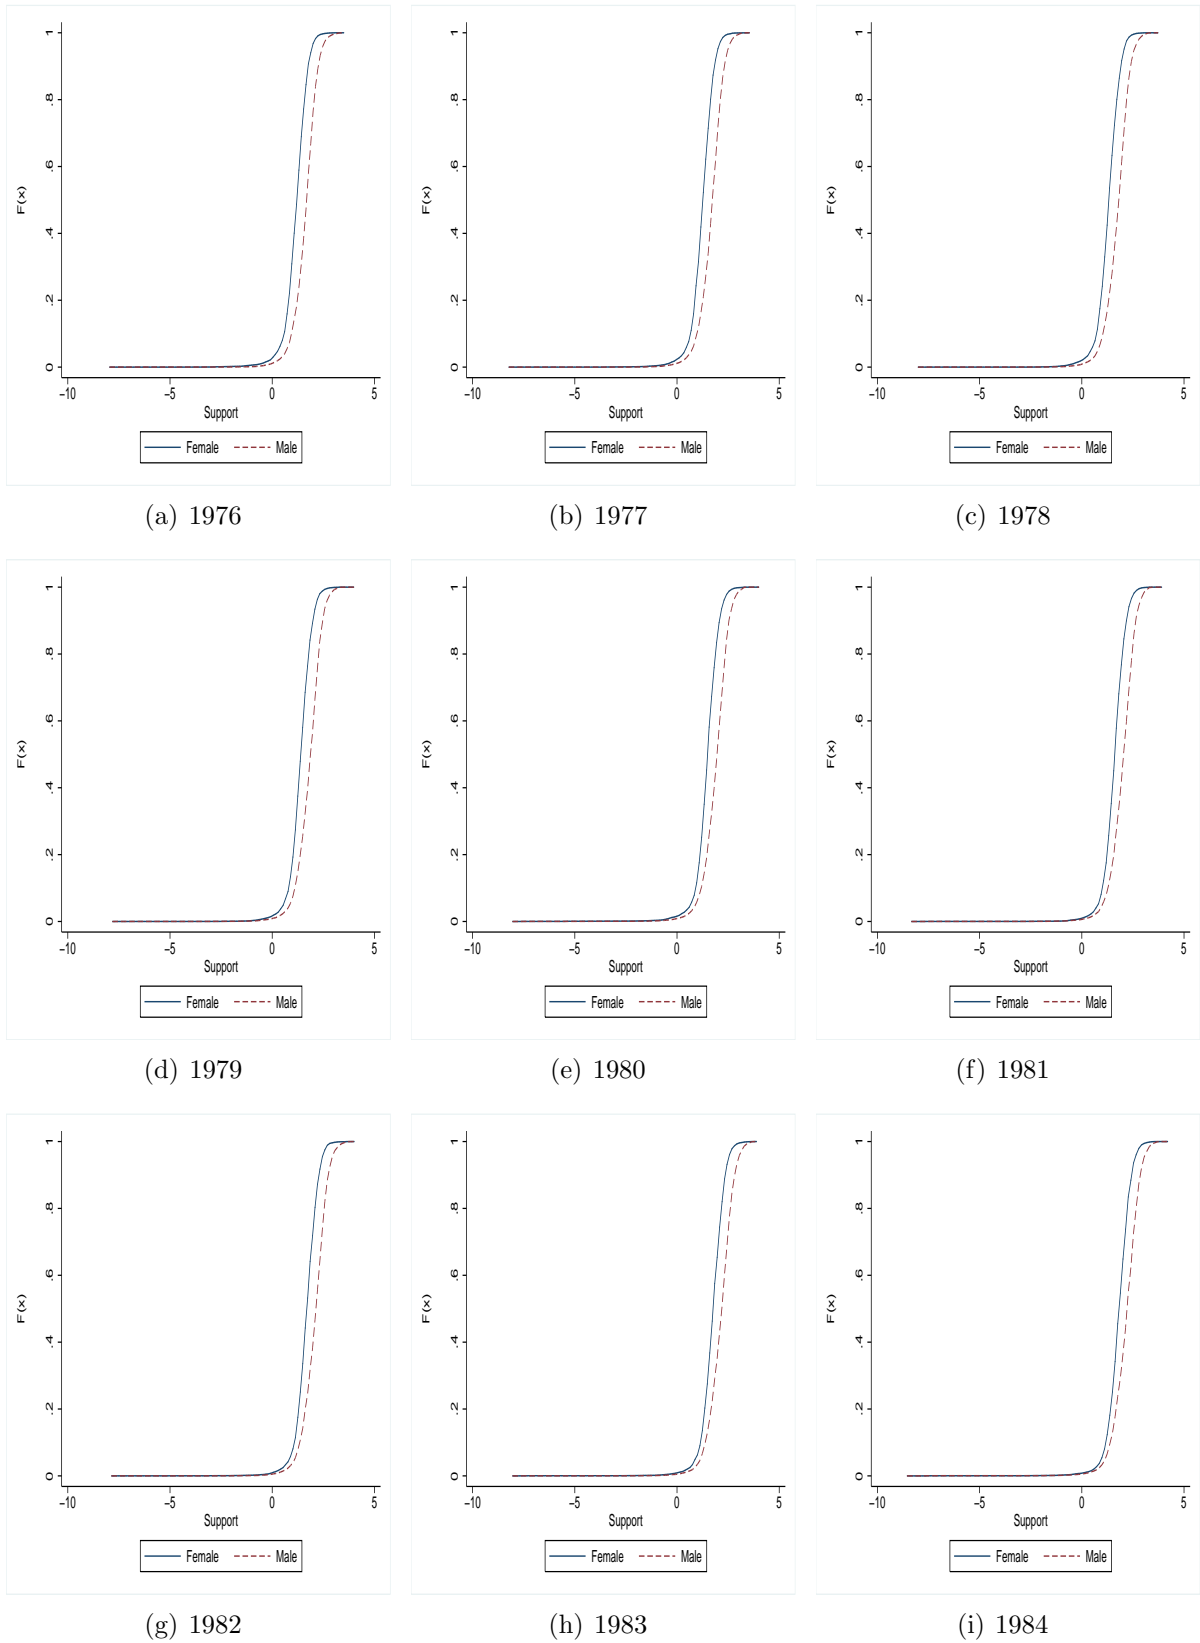 F(x)
1
.8
.6
.4
.2
0
-10 -5 0 5
Support
Female Male
(a) 1976
F(x)
1
.8
.6
.4
.2
0
-10 -5 0 5
Support
Female Male
(b) 1977
F(x)
1
.8
.6
.4
.2
0
-10 -5 0 5
Support
Female Male
(c) 1978
F(x)
1
.8
.6
.4
.2
0
-10 -5 0 5
Support
Female Male
(d) 1979
F(x)
1
.8
.6
.4
.2
0
-10 -5 0 5
Support
Female Male
(e) 1980
F(x)
1
.8
.6
.4
.2
0
-10 -5 0 5
Support
Female Male
(f) 1981
F(x)
1
.8
.6
.4
.2
0
-10 -5 0 5
Support
Female Male
(g) 1982
F(x)
1
.8
.6
.4
.2
0
-10 -5 0 5
Support
Female Male
(h) 1983
F(x)
1
.8
.6
.4
.2
0
-10 -5 0 5
Support
Female Male
(i) 1984